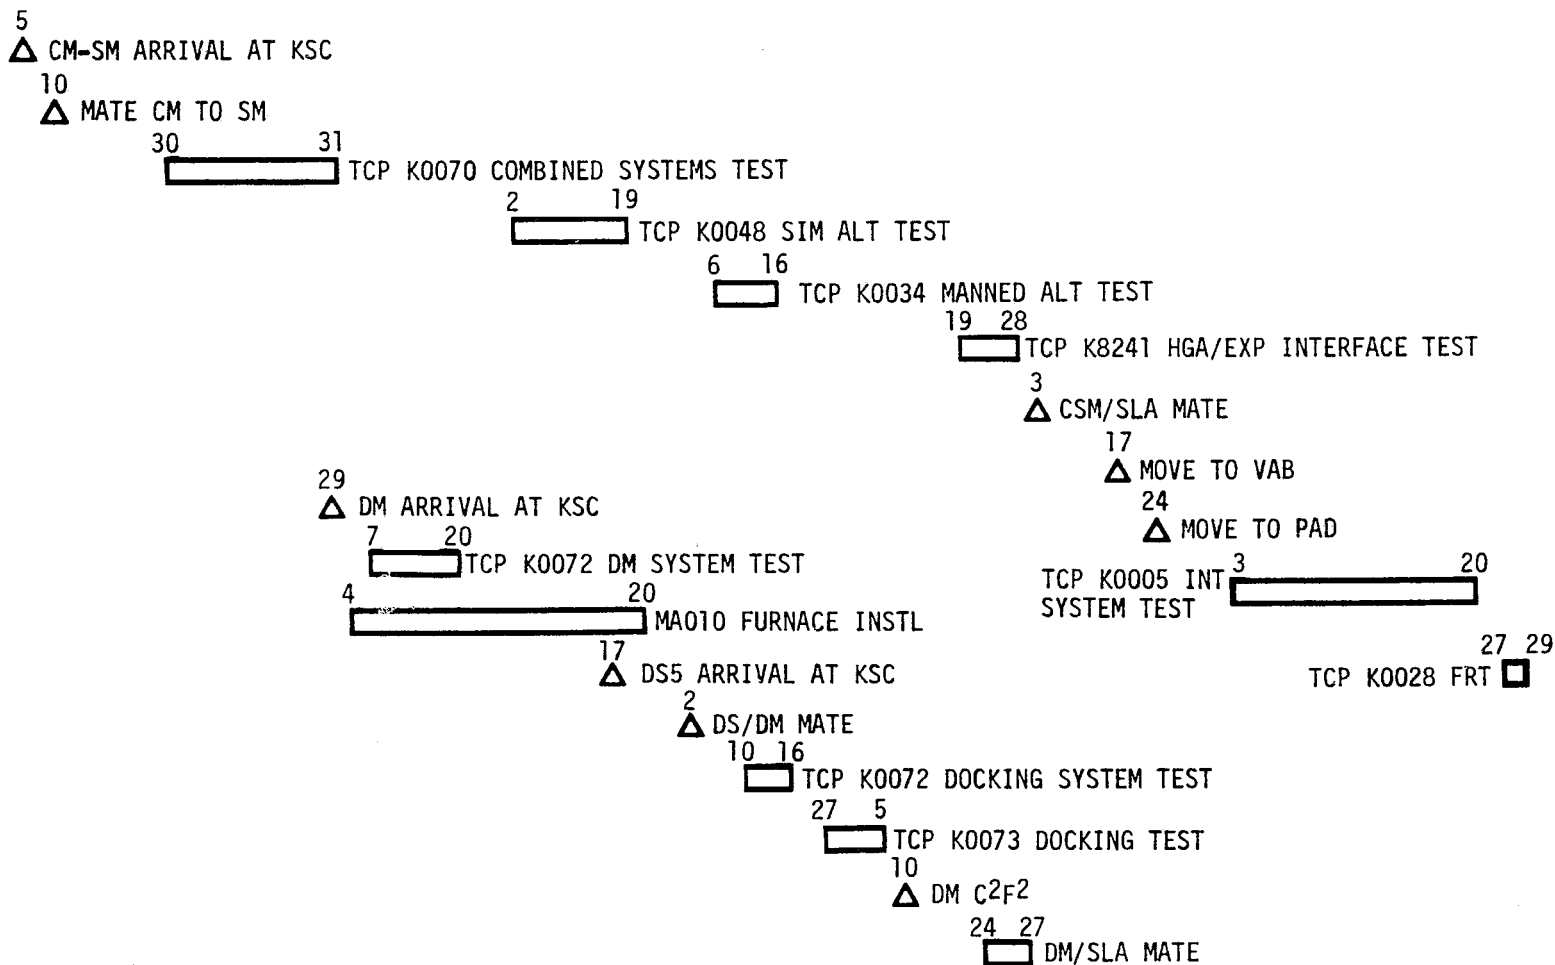 5
CM-SM ARRIVAL AT KSC
10
MATE CM TO SM
30 31
TCP K0070 COMBINED SYSTEMS TEST
2 19
TCP K0048 SIM ALT TEST
6 16
TCP K0034 MANNED ALT TEST
19 28
TCP K8241 HGA/EXP INTERFACE TEST
3
CSM/SLA MATE
17
MOVE TO VAB
24
MOVE TO PAD
29
DM ARRIVAL AT KSC
7 20
TCP K0072 DM SYSTEM TEST
3 20
TCP K0005 INT
SYSTEM TEST
4 20
MA010 FURNACE INSTL
17
DS5 ARRIVAL AT KSC
27 29
TCP K0028 FRT
2
DS/DM MATE
10 16
TCP K0072 DOCKING SYSTEM TEST
27 5
TCP K0073 DOCKING TEST
10
DM C²F²
24 27
DM/SLA MATE